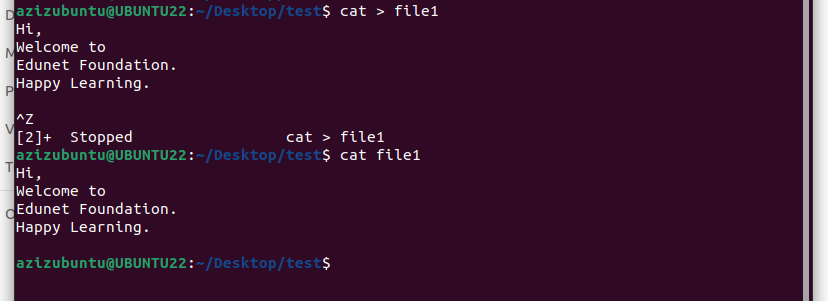 azizubuntu@UBUNTU22:~/Desktop/test$ cat > file1
Hi,
Welcome to
Edunet Foundation.
Happy Learning.
^Z
[2]+  Stopped                 cat > file1
azizubuntu@UBUNTU22:~/Desktop/test$ cat file1
Hi,
Welcome to
Edunet Foundation.
Happy Learning.
azizubuntu@UBUNTU22:~/Desktop/test$
D
M
P
V
T